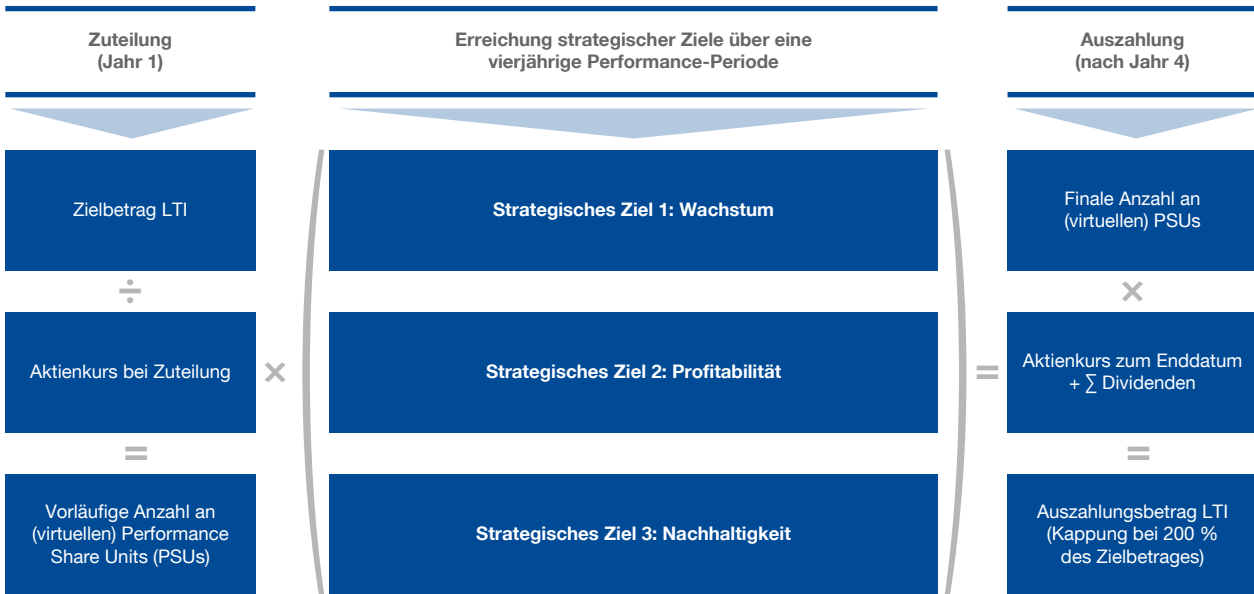 Zuteilung
(Jahr 1)
Erreichung strategischer Ziele über eine
vierjährige Performance-Periode
Auszahlung
(nach Jahr 4)
Zielbetrag LTI
÷
Aktienkurs bei Zuteilung
=
Vorläufige Anzahl an
(virtuellen) Performance
Share Units (PSUs)
×
(
Strategisches Ziel 1: Wachstum
Strategisches Ziel 2: Profitabilität
Strategisches Ziel 3: Nachhaltigkeit
)
=
Finale Anzahl an
(virtuellen) PSUs
×
Aktienkurs zum Enddatum
+ ∑ Dividenden
=
Auszahlungsbetrag LTI
(Kappung bei 200 %
des Zielbetrages)